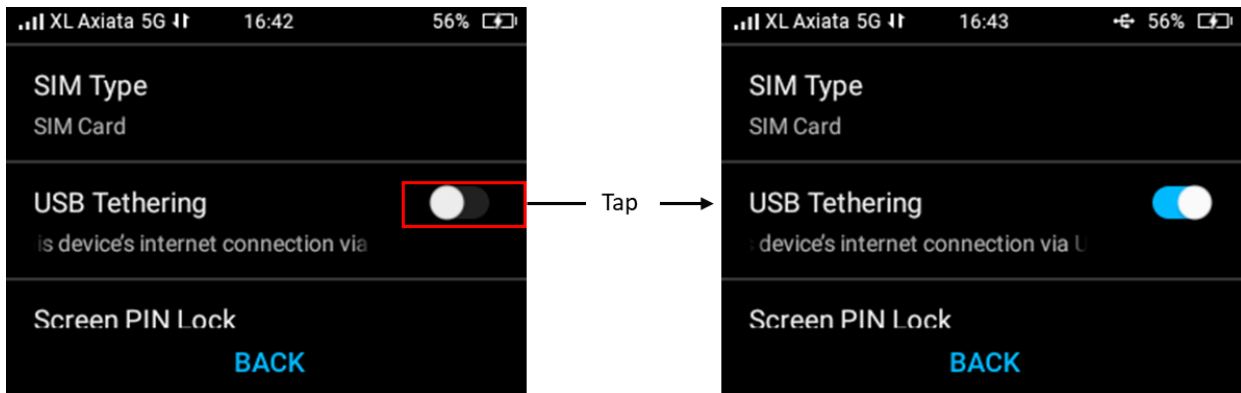 XL Axiata 5G 16:42 56%
SIM Type
SIM Card
USB Tethering
is device's internet connection via
Screen PIN Lock
BACK
Tap
XL Axiata 5G 16:43 56%
SIM Type
SIM Card
USB Tethering
device's internet connection via U
Screen PIN Lock
BACK